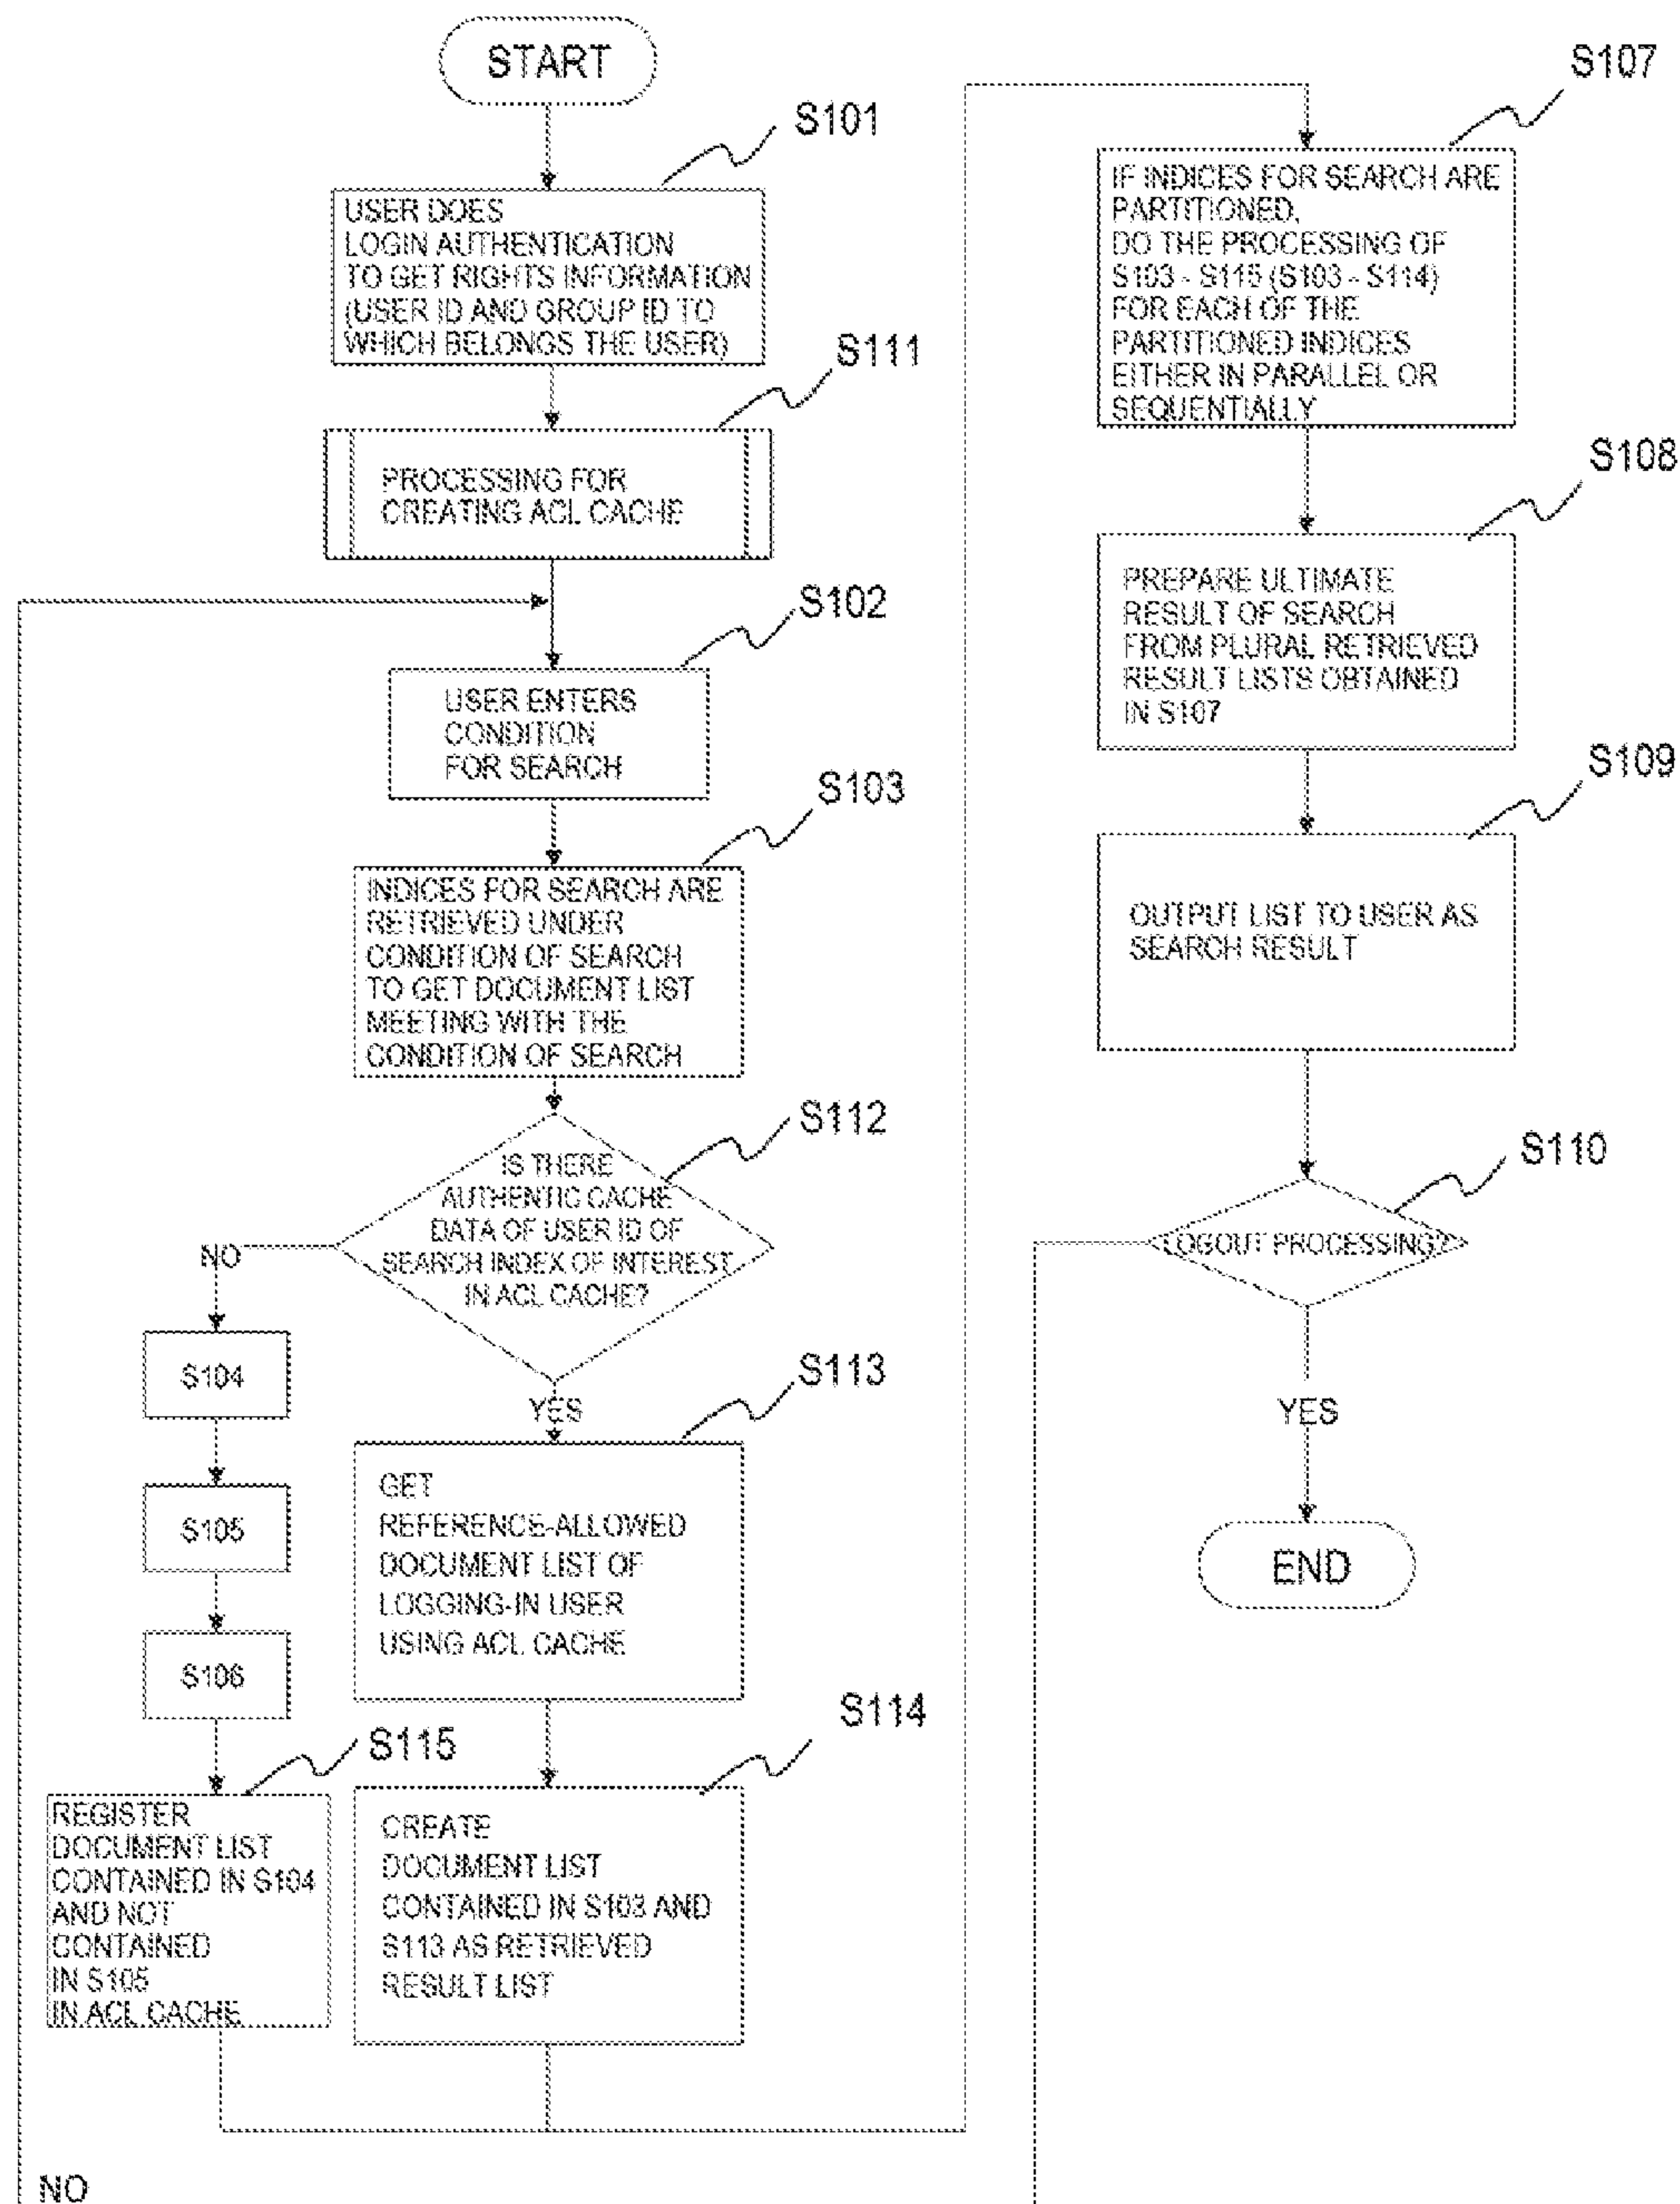 START
S101
USER DOES
LOGIN AUTHENTICATION
TO GET RIGHTS INFORMATION
(USER ID AND GROUP ID TO
WHICH BELONGS THE USER)
S111
PROCESSING FOR
CREATING ACL CACHE
S102
USER ENTERS
CONDITION
FOR SEARCH
S103
INDICES FOR SEARCH ARE
RETRIEVED UNDER
CONDITION OF SEARCH
TO GET DOCUMENT LIST
MEETING WITH THE
CONDITION OF SEARCH
S112
IS THERE
AUTHENTIC CACHE
DATA OF USER ID OF
SEARCH INDEX OF INTEREST
IN ACL CACHE?
NO
S104
S105
S106
S115
REGISTER
DOCUMENT LIST
CONTAINED IN S104
AND NOT
CONTAINED
IN S105
IN ACL CACHE
YES
S113
GET
REFERENCE-ALLOWED
DOCUMENT LIST OF
LOGGING-IN USER
USING ACL CACHE
S114
CREATE
DOCUMENT LIST
CONTAINED IN S103 AND
S113 AS RETRIEVED
RESULT LIST
S107
IF INDICES FOR SEARCH ARE
PARTITIONED,
DO THE PROCESSING OF
S103 - S115 (S103 - S114)
FOR EACH OF THE
PARTITIONED INDICES
EITHER IN PARALLEL OR
SEQUENTIALLY
S108
PREPARE ULTIMATE
RESULT OF SEARCH
FROM PLURAL RETRIEVED
RESULT LISTS OBTAINED
IN S107
S109
OUTPUT LIST TO USER AS
SEARCH RESULT
S110
LOGOUT PROCESSING?
YES
END
NO